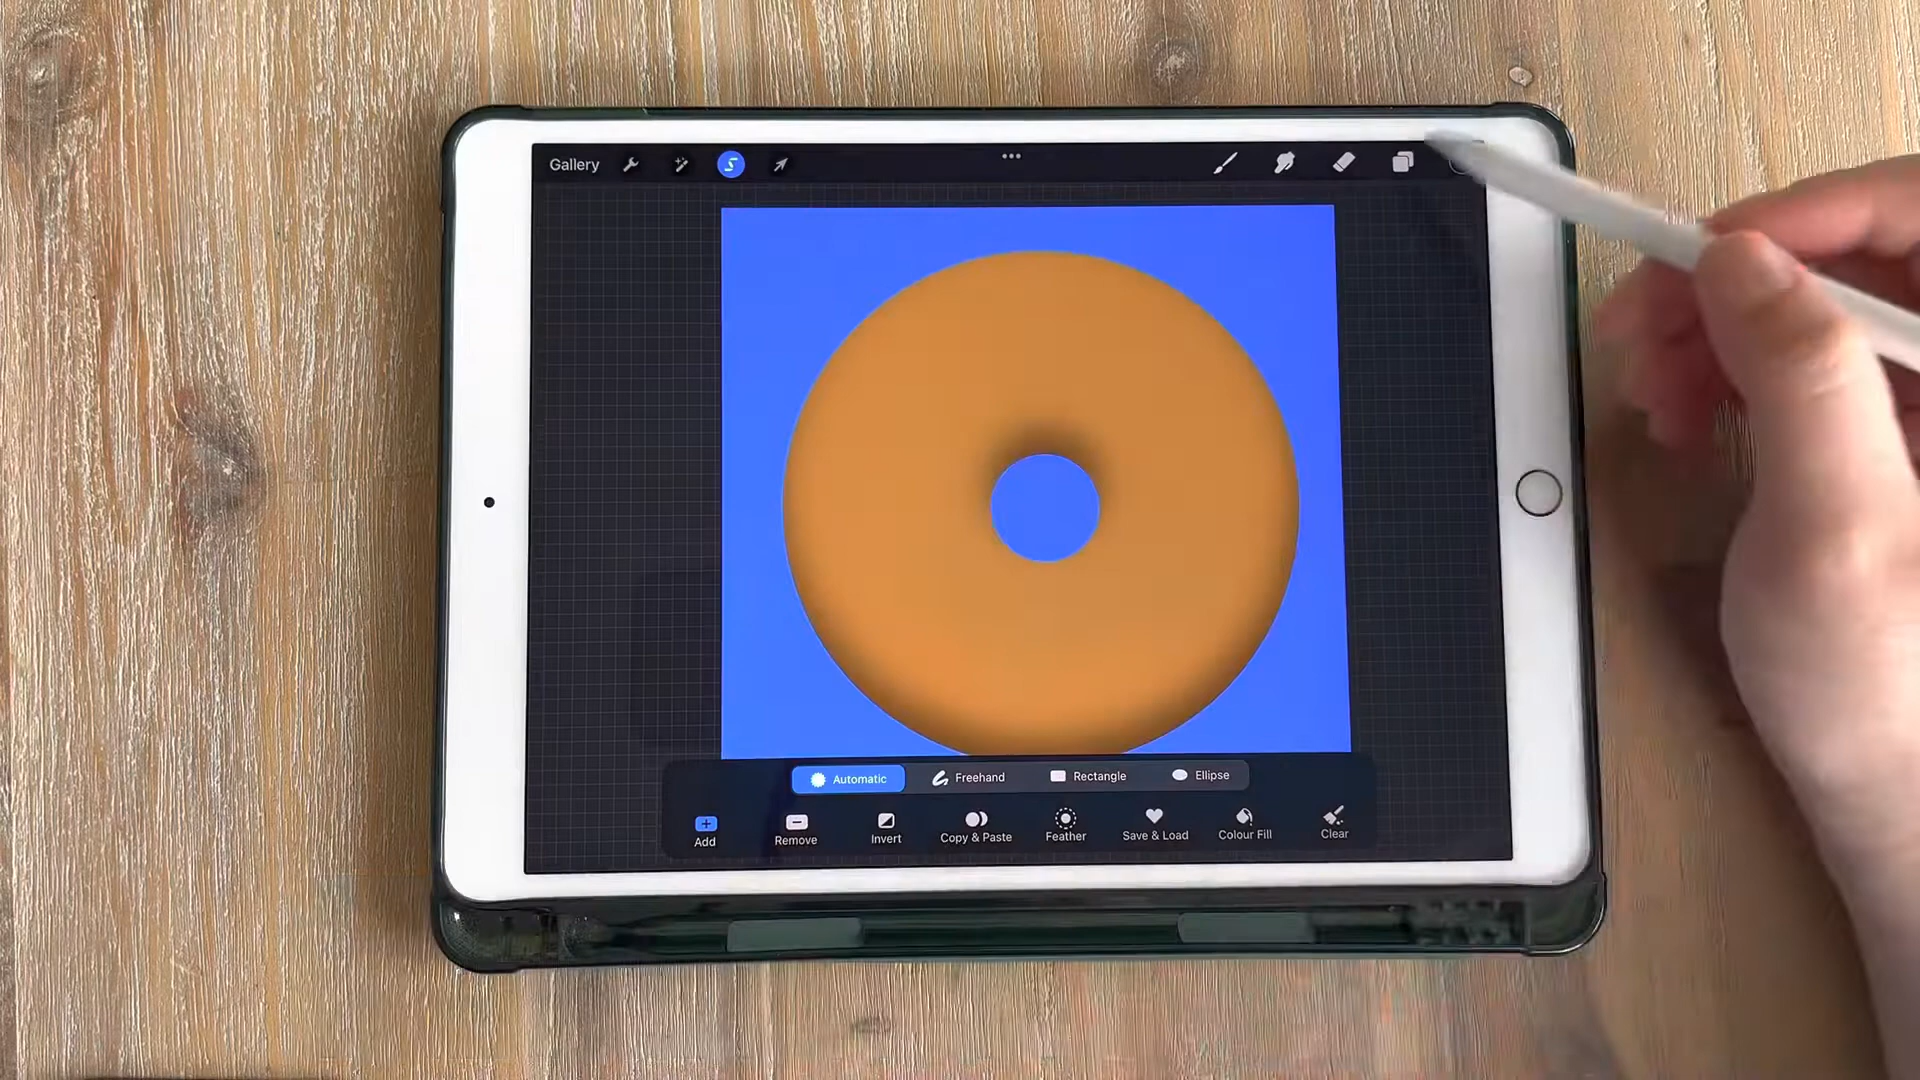 Gallery
Automatic Freehand Rectangle Ellipse
Add Remove Invert Copy & Paste Feather Save & Load Colour Fill Clear